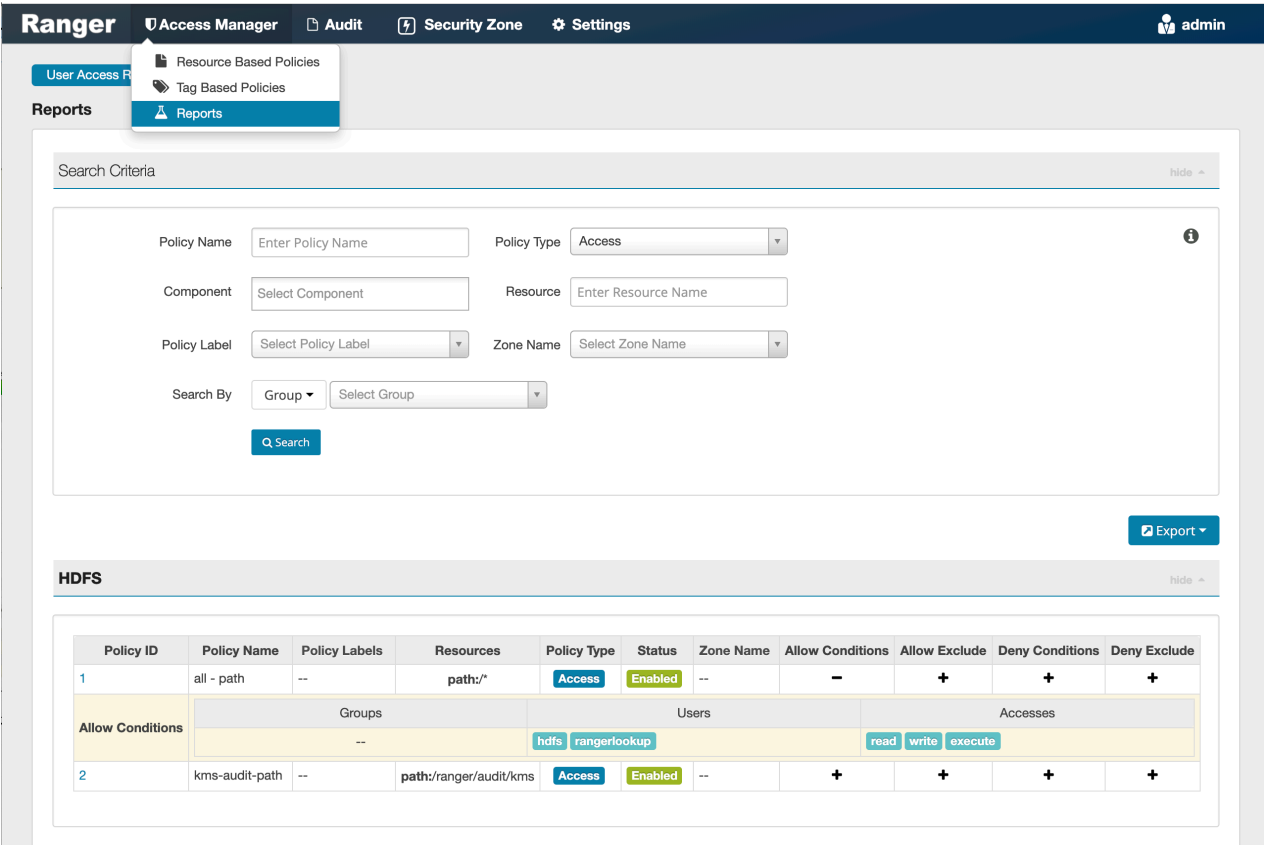 Ranger Access Manager Audit Security Zone Settings admin
Resource Based Policies
User Access R
Tag Based Policies
Reports
Reports
Search Criteria hide
Policy Name Enter Policy Name Policy Type Access
Component Select Component Resource Enter Resource Name
Policy Label Select Policy Label Zone Name Select Zone Name
Search By Group Select Group
Search
Export
HDFS hide
Policy ID Policy Name Policy Labels Resources Policy Type Status Zone Name Allow Conditions Allow Exclude Deny Conditions Deny Exclude
1 all - path -- path:/* Access Enabled -- − + + +
Groups Users Accesses
Allow Conditions
-- hdfs rangerlookup read write execute
2 kms-audit-path -- path:/ranger/audit/kms Access Enabled -- + + + +